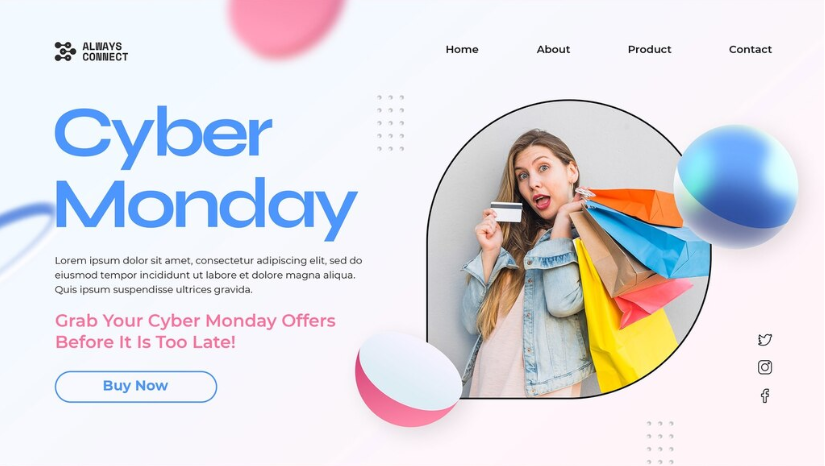 ALWAYS
CONNECT
Home
About
Product
Contact
Cyber
Monday
Lorem ipsum dolor sit amet, consectetur adipiscing elit, sed do
eiusmod tempor incididunt ut labore et dolore magna aliqua.
Quis ipsum suspendisse ultrices gravida.
Grab Your Cyber Monday Offers
Before It Is Too Late!
Buy Now